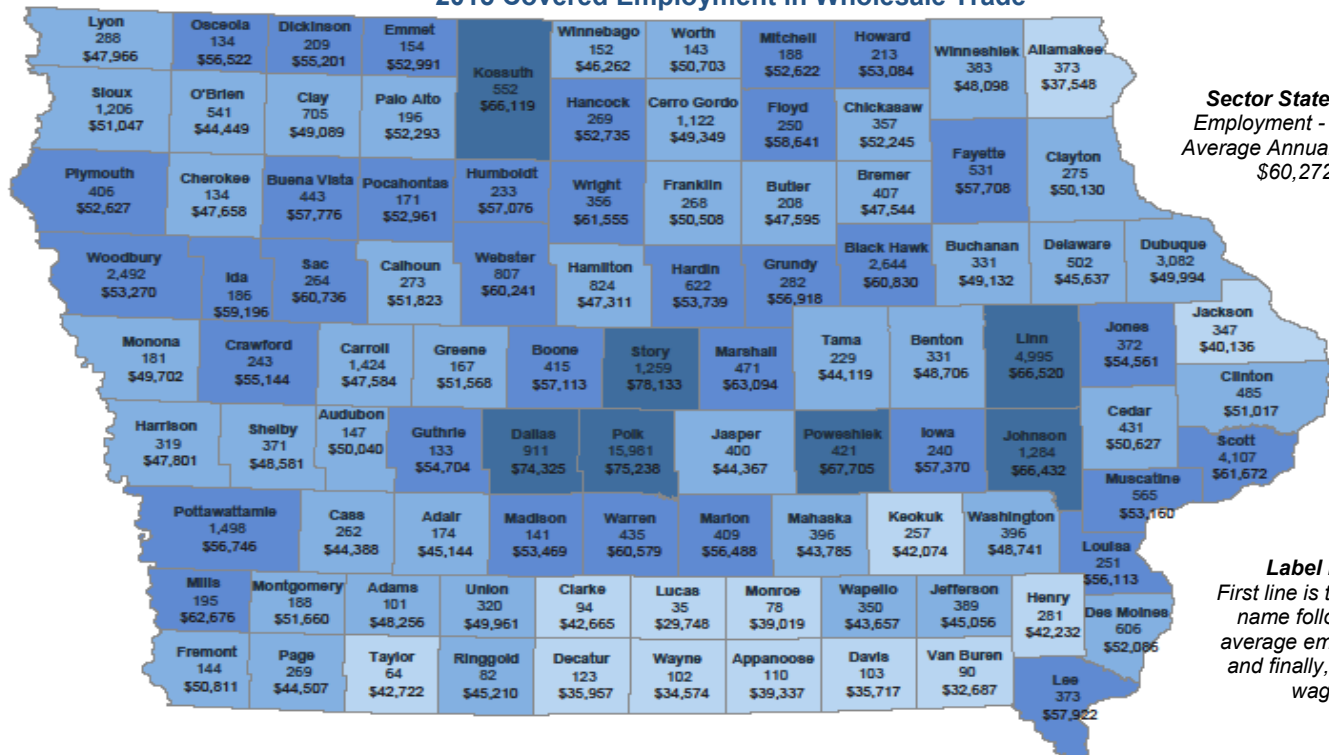 2016 Covered Employment in Wholesale Trade
Lyon
288
$47,966
Osceola
134
$56,522
Dickinson
209
$55,201
Emmet
154
$52,991
Kossuth
552
$66,119
Winnebago
152
$46,262
Worth
143
$50,703
Mitchell
188
$52,622
Howard
213
$53,084
Winneshiek
383
$48,098
Allamakee
373
$37,548
Sioux
1,206
$51,047
O'Brien
541
$44,449
Clay
705
$49,089
Palo Alto
196
$52,293
Hancock
269
$52,735
Cerro Gordo
1,122
$49,349
Floyd
250
$58,641
Chickasaw
357
$52,245
Sector State
Employment -
Average Annual
$60,272
Plymouth
406
$52,627
Cherokee
134
$47,658
Buena Vista
443
$57,776
Pocahontas
171
$52,961
Humboldt
233
$57,076
Wright
356
$61,555
Franklin
268
$50,508
Butler
208
$47,595
Bremer
407
$47,544
Fayette
531
$57,708
Clayton
275
$50,130
Woodbury
2,492
$53,270
Ida
186
$59,196
Sac
264
$60,736
Calhoun
273
$51,823
Webster
807
$60,241
Hamilton
824
$47,311
Hardin
622
$53,739
Grundy
282
$56,918
Black Hawk
2,644
$60,830
Buchanan
331
$49,132
Delaware
502
$45,637
Dubuque
3,082
$49,994
Monona
181
$49,702
Crawford
243
$55,144
Carroll
1,424
$47,584
Greene
167
$51,568
Boone
415
$57,113
Story
1,259
$78,133
Marshall
471
$63,094
Tama
229
$44,119
Benton
331
$48,706
Linn
4,995
$66,520
Jones
372
$54,561
Jackson
347
$40,136
Clinton
485
$51,017
Harrison
319
$47,801
Shelby
371
$48,581
Audubon
147
$50,040
Guthrie
133
$54,704
Dallas
911
$74,325
Polk
15,981
$75,238
Jasper
400
$44,367
Poweshiek
421
$67,705
Iowa
240
$57,370
Johnson
1,284
$66,432
Cedar
431
$50,627
Scott
4,107
$61,672
Muscatine
565
$53,160
Pottawattamie
1,498
$56,746
Cass
262
$44,388
Adair
174
$45,144
Madison
141
$53,469
Warren
435
$60,579
Marion
409
$56,488
Mahaska
396
$43,785
Keokuk
257
$42,074
Washington
396
$48,741
Louisa
251
$56,113
Mills
195
$62,676
Montgomery
188
$51,660
Adams
101
$48,256
Union
320
$49,961
Clarke
94
$42,665
Lucas
35
$29,748
Monroe
78
$39,019
Wapello
350
$43,657
Jefferson
389
$45,056
Henry
281
$42,232
Des Moines
606
$52,086
Label
First line is t
name follo
average em
and finally,
wag
Fremont
144
$50,811
Page
269
$44,507
Taylor
64
$42,722
Ringgold
82
$45,210
Decatur
123
$35,957
Wayne
102
$34,574
Appanoose
110
$39,337
Davis
103
$35,717
Van Buren
90
$32,687
Lee
373
$57,922